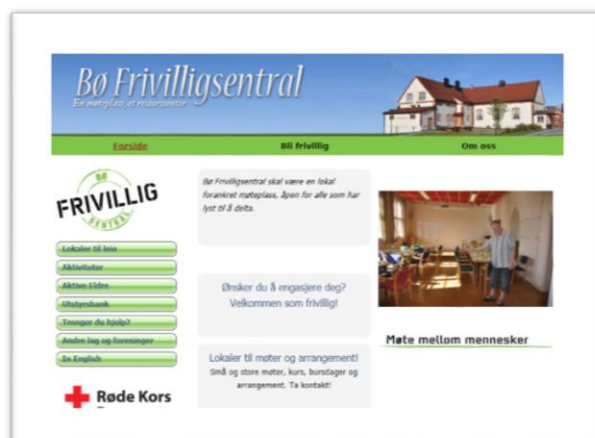 Bø Frivilligsentral
En møteplass, et ressurssenter
Forside
Bli frivillig
Om oss
BØ
FRIVILLIG
SENTRAL
Lokaler til leie
Aktiviteter
Aktive Eldre
Utstyrsbank
Trenger du hjelp?
Andre lag og foreninger
In English
Røde Kors
Bø Frivilligsentral skal være en lokal
forankret møteplass, åpen for alle som har
lyst til å delta.
Ønsker du å engasjere deg?
Velkommen som frivillig!
Lokaler til møter og arrangement!
Små og store møter, kurs, bursdager og
arrangement. Ta kontakt!
Møte mellom mennesker